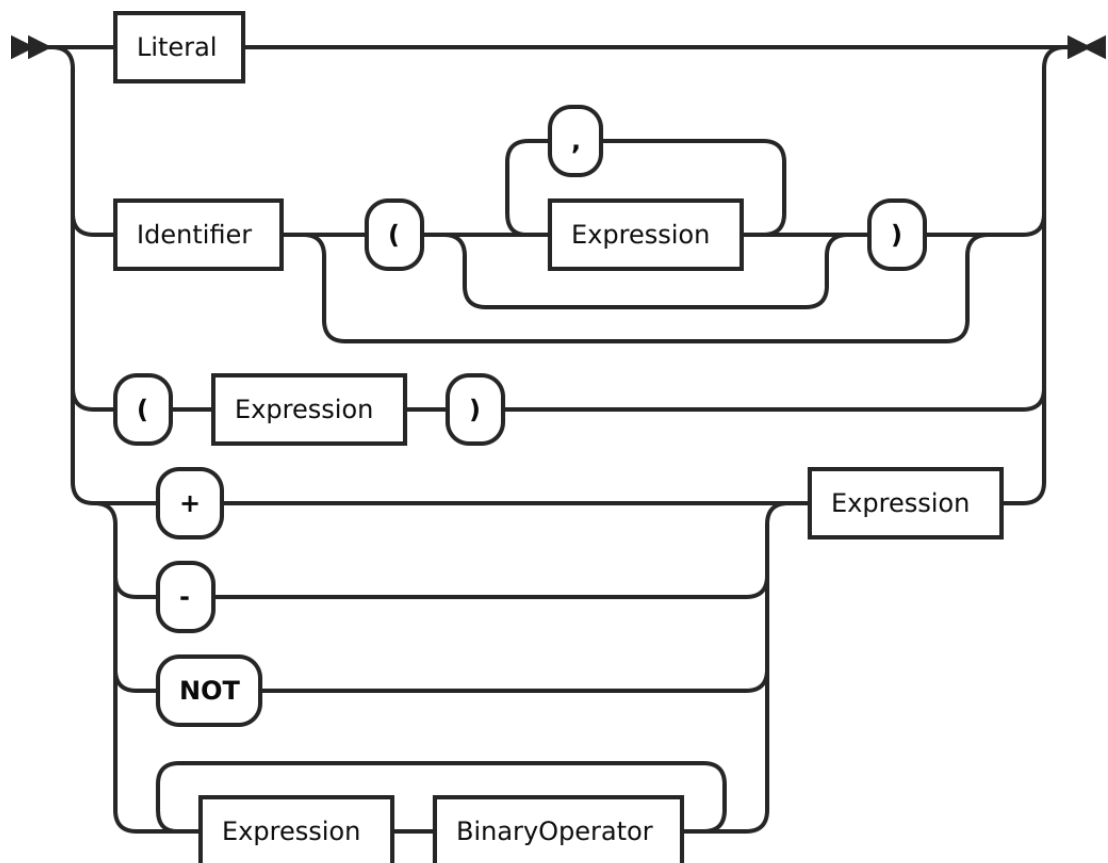 Literal
,
Identifier ( Expression )
( Expression )
+ Expression
-
NOT
Expression BinaryOperator